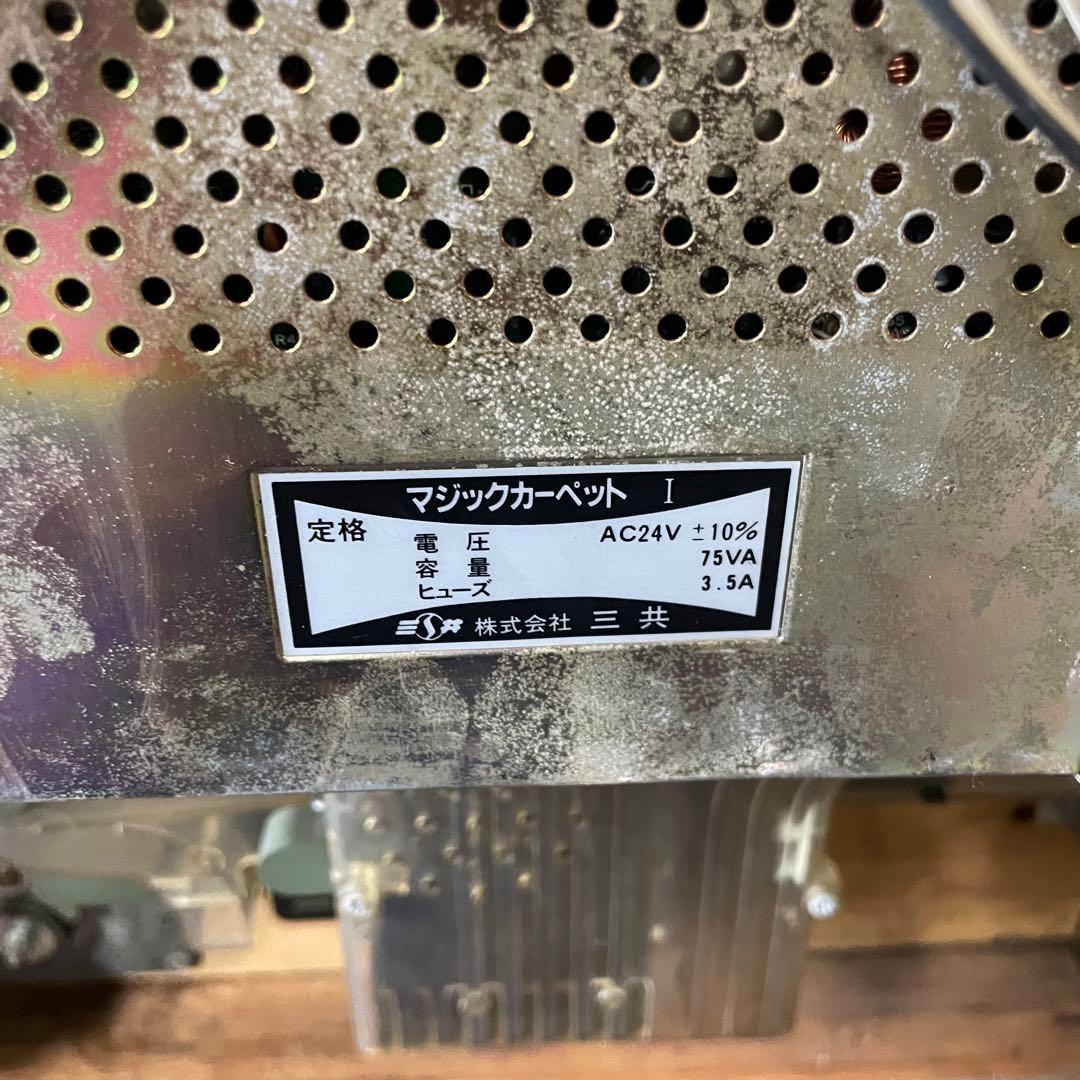 マジックカーペット I
定格
電圧 AC24V ±10%
容量 75VA
ヒューズ 3.5A
株式会社 三共
R4